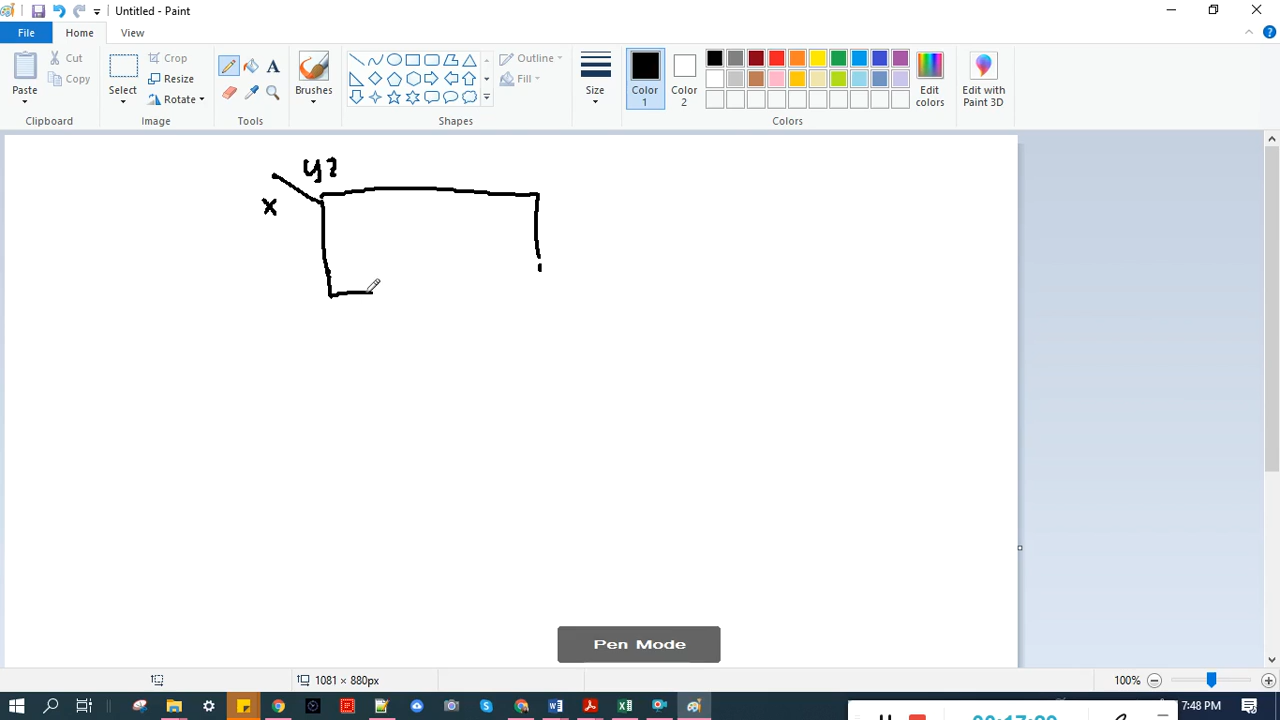 Untitled - Paint
File
Home
View
Paste
Cut
Copy
Clipboard
Select
Crop
Resize
Rotate
Image
Tools
Brushes
Shapes
Outline
Fill
Size
Color 1
Color 2
Colors
Edit colors
Edit with Paint 3D
y?
x
Pen Mode
1081 × 880px
100%
7:48 PM